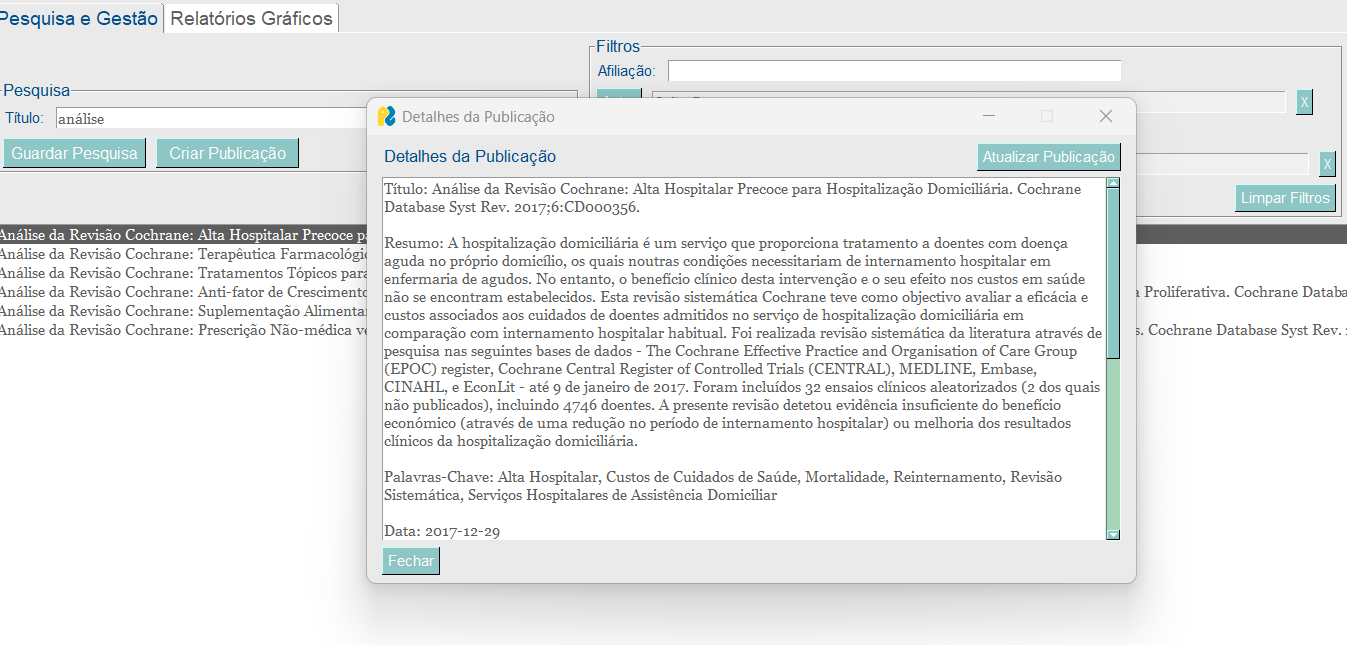 Pesquisa e Gestão
Relatórios Gráficos
Filtros
Afiliação:
Pesquisa
Título:
análise
X
Guardar Pesquisa
Criar Publicação
X
Limpar Filtros
Análise da Revisão Cochrane: Alta Hospitalar Precoce
Análise da Revisão Cochrane: Terapêutica
Análise da Revisão Cochrane: Tratamentos Tópicos
Análise da Revisão Cochrane: Anti-fator de Crescimento
Proliferativa. Cochrane
Análise da Revisão Cochrane: Suplementação
Análise da Revisão Cochrane: Prescrição Não-médica
Cochrane Database Syst Rev.
Detalhes da Publicação
Detalhes da Publicação
Atualizar Publicação
Título: Análise da Revisão Cochrane: Alta Hospitalar Precoce para Hospitalização Domiciliária. Cochrane
Database Syst Rev. 2017;6:CD000356.
Resumo: A hospitalização domiciliária é um serviço que proporciona tratamento a doentes com doença
aguda no próprio domicílio, os quais noutras condições necessitariam de internamento hospitalar em
enfermaria de agudos. No entanto, o benefício clínico desta intervenção e o seu efeito nos custos em saúde
não se encontram estabelecidos. Esta revisão sistemática Cochrane teve como objectivo avaliar a eficácia e
custos associados aos cuidados de doentes admitidos no serviço de hospitalização domiciliária em
comparação com internamento hospitalar habitual. Foi realizada revisão sistemática da literatura através de
pesquisa nas seguintes bases de dados - The Cochrane Effective Practice and Organisation of Care Group
(EPOC) register, Cochrane Central Register of Controlled Trials (CENTRAL), MEDLINE, Embase,
CINAHL, e EconLit - até 9 de janeiro de 2017. Foram incluídos 32 ensaios clínicos aleatorizados (2 dos quais
não publicados), incluindo 4746 doentes. A presente revisão detetou evidência insuficiente do benefício
económico (através de uma redução no período de internamento hospitalar) ou melhoria dos resultados
clínicos da hospitalização domiciliária.
Palavras-Chave: Alta Hospitalar, Custos de Cuidados de Saúde, Mortalidade, Reinternamento, Revisão
Sistemática, Serviços Hospitalares de Assistência Domiciliar
Data: 2017-12-29
Fechar